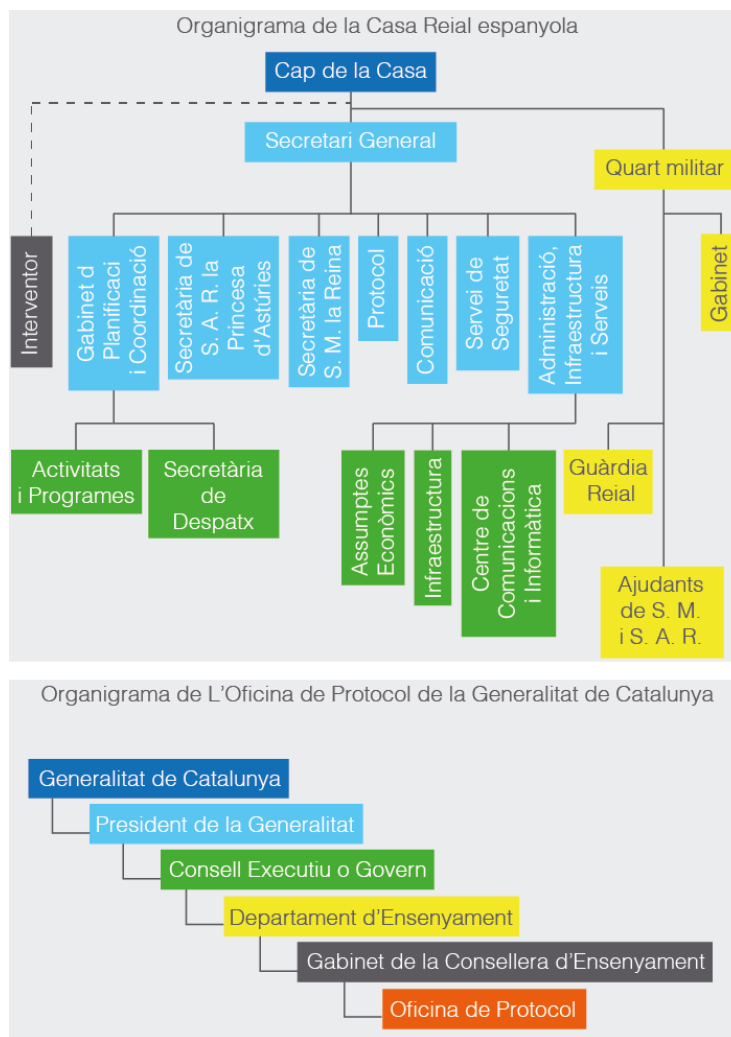 Organigrama de la Casa Reial espanyola
Cap de la Casa
Secretari General
Quart militar
Interventor
Gabinet d
Planificaci
i Coordinació
Secretària de
S. A. R. la
Princesa
d'Astúries
Secretària de
S. M. la Reina
Protocol
Comunicació
Servei de
Seguretat
Administració,
Infraestructura
i Serveis
Gabinet
Activitats
i Programes
Secretària
de
Despatx
Assumptes
Econòmics
Infraestructura
Centre de
Comunicacions
i Informàtica
Guàrdia
Reial
Ajudants
de S. M.
i S. A. R.
Organigrama de L'Oficina de Protocol de la Generalitat de Catalunya
Generalitat de Catalunya
President de la Generalitat
Consell Executiu o Govern
Departament d'Ensenyament
Gabinet de la Consellera d'Ensenyament
Oficina de Protocol